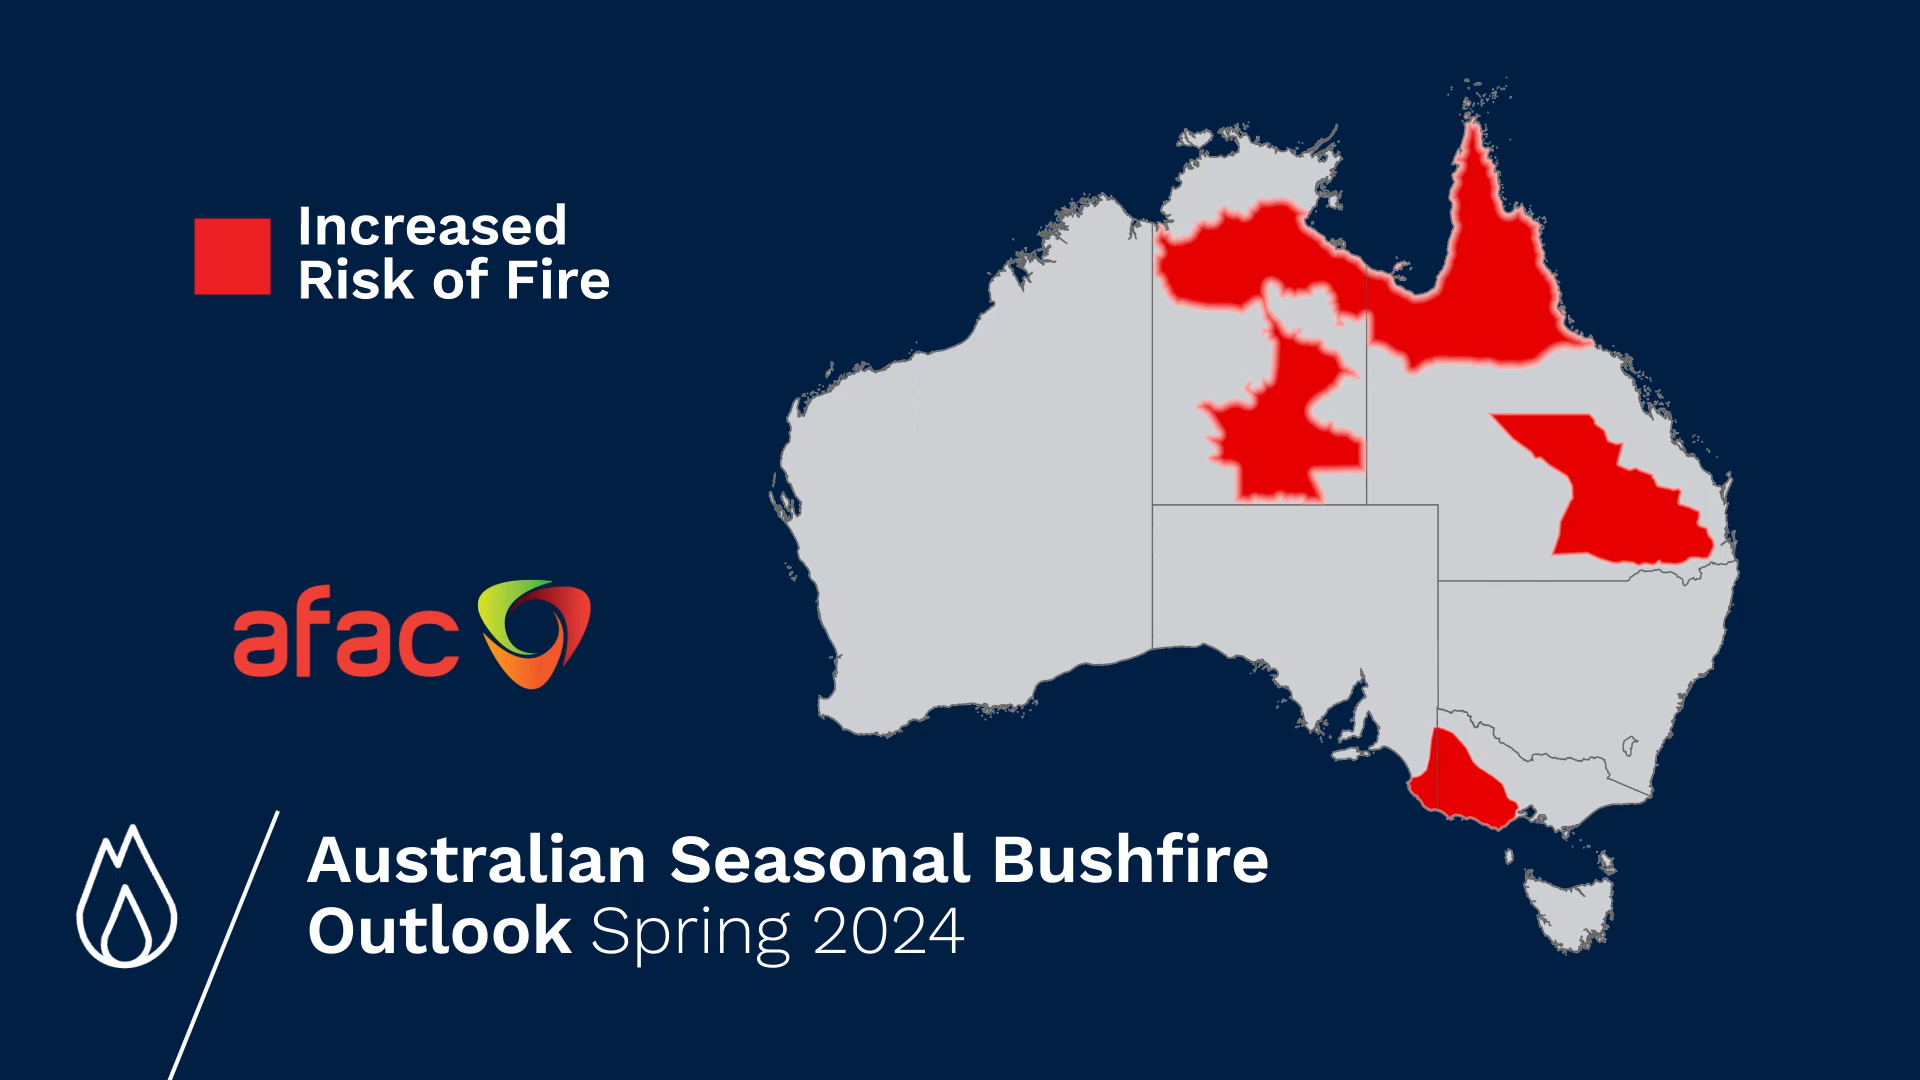 Increased
Risk of Fire
afac
Australian Seasonal Bushfire
Outlook Spring 2024